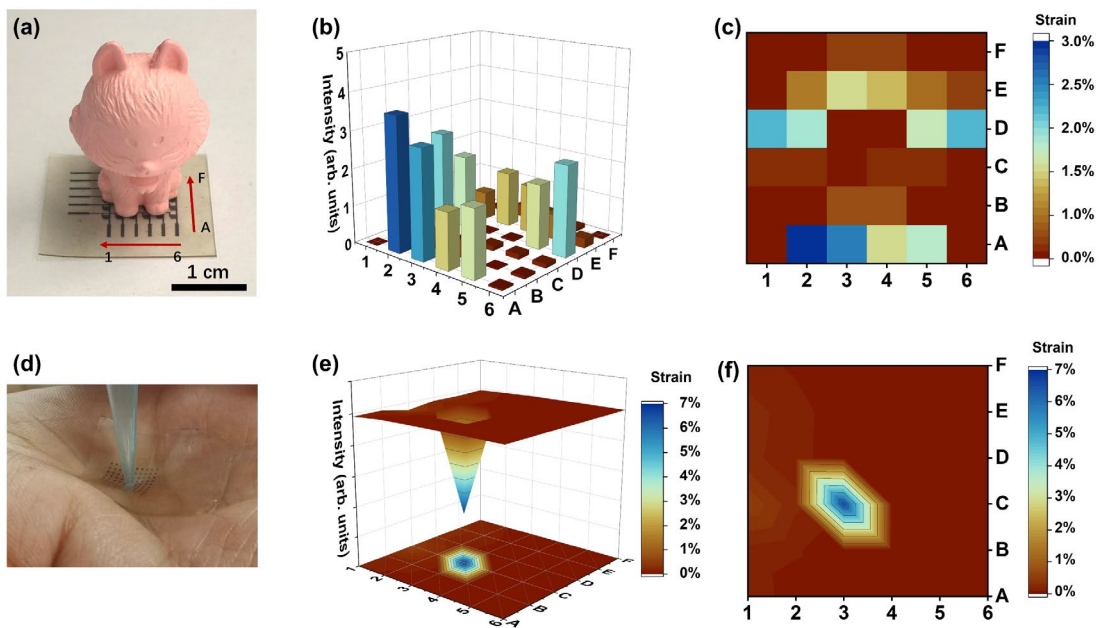 (a)
F
A
1
6
1 cm
(b)
Intensity (arb. units)
5
4
3
2
1
0
1
2
3
4
5
6
A
B
C
D
E
F
(c)
Strain
F
E
D
C
B
A
1 2 3 4 5 6
3.0%
2.5%
2.0%
1.5%
1.0%
0.0%
(d)
(e)
Intensity (arb. units)
1
2
3
4
5
6
A
B
C
D
E
F
Strain
7%
6%
5%
4%
3%
2%
1%
0%
(f)
F
E
D
C
B
A
1 2 3 4 5 6
Strain
7%
6%
5%
4%
3%
2%
1%
0%